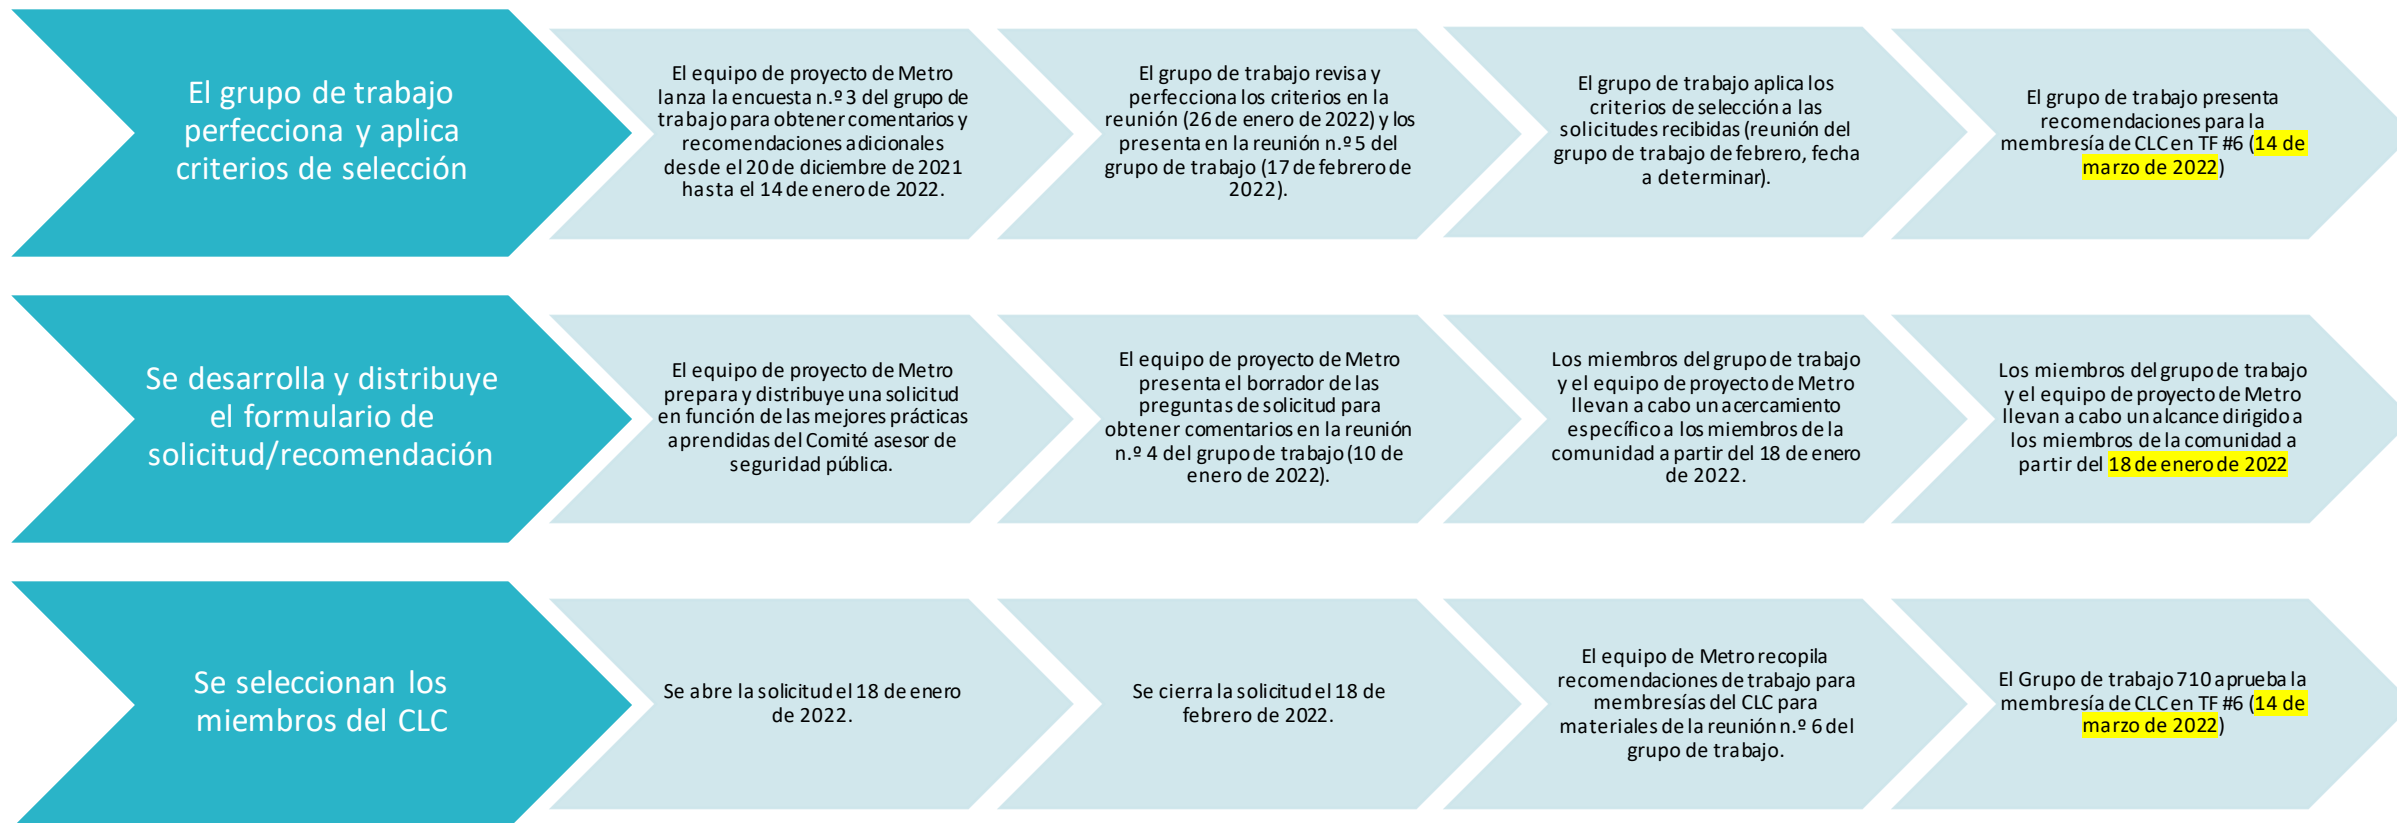 El grupo de trabajo
perfecciona y aplica
criterios de selección
El equipo de proyecto de Metro
lanza la encuesta n.º 3 del grupo de
trabajo para obtener comentarios y
recomendaciones adicionales
desde el 20 de diciembre de 2021
hasta el 14 de enero de 2022.
El grupo de trabajo revisa y
perfecciona los criterios en la
reunión (26 de enero de 2022) y los
presenta en la reunión n.º 5 del
grupo de trabajo (17 de febrero de
2022).
El grupo de trabajo aplica los
criterios de selección a las
solicitudes recibidas (reunión del
grupo de trabajo de febrero, fecha
a determinar).
El grupo de trabajo presenta
recomendaciones para la
membresía de CLC en TF #6 (14 de
marzo de 2022)
Se desarrolla y distribuye
el formulario de
solicitud/recomendación
El equipo de proyecto de Metro
prepara y distribuye una solicitud
en función de las mejores prácticas
aprendidas del Comité asesor de
seguridad pública.
El equipo de proyecto de Metro
presenta el borrador de las
preguntas de solicitud para
obtener comentarios en la reunión
n.º 4 del grupo de trabajo (10 de
enero de 2022).
Los miembros del grupo de trabajo
y el equipo de proyecto de Metro
llevan a cabo un acercamiento
específico a los miembros de la
comunidad a partir del 18 de enero
de 2022.
Los miembros del grupo de trabajo
y el equipo de proyecto de Metro
llevan a cabo un alcance dirigido a
los miembros de la comunidad a
partir del 18 de enero de 2022
Se seleccionan los
miembros del CLC
Se abre la solicitud el 18 de enero
de 2022.
Se cierra la solicitud el 18 de
febrero de 2022.
El equipo de Metro recopila
recomendaciones de trabajo para
membresías del CLC para
materiales de la reunión n.º 6 del
grupo de trabajo.
El Grupo de trabajo 710 aprueba la
membresía de CLC en TF #6 (14 de
marzo de 2022)